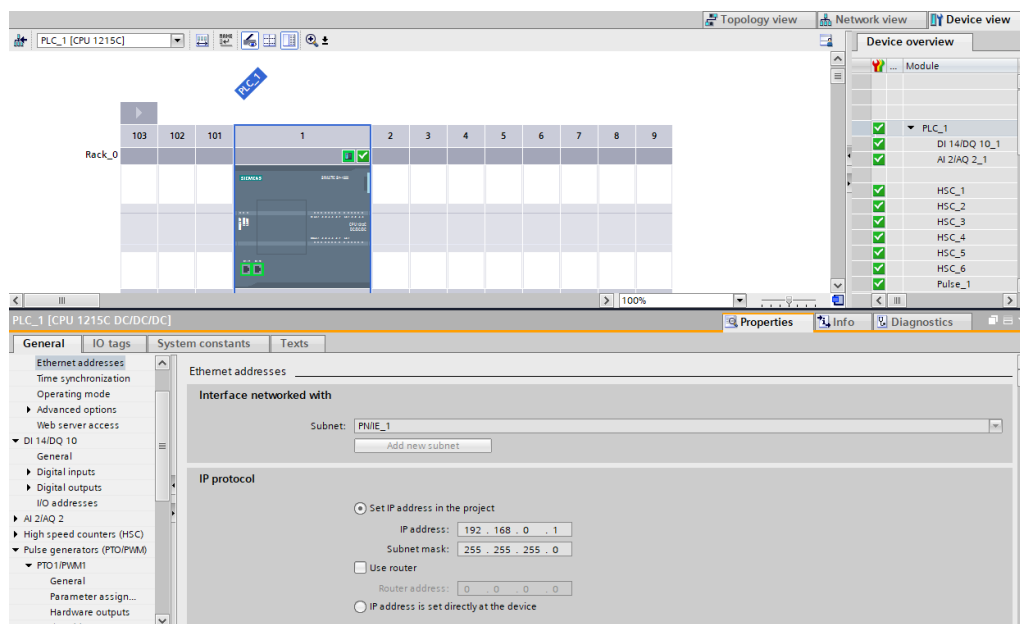 Topology view Network view Device view
PLC_1 [CPU 1215C]
100%
Device overview
... Module
PLC_1
DI 14/DQ 10_1
AI 2/AQ 2_1
HSC_1
HSC_2
HSC_3
HSC_4
HSC_5
HSC_6
Pulse_1
PLC_1
103 102 101 1 2 3 4 5 6 7 8 9
Rack_0
SIEMENS
PLC_1 [CPU 1215C DC/DC/DC]
Properties Info Diagnostics
General IO tags System constants Texts
Ethernet addresses
Time synchronization
Operating mode
Advanced options
Web server access
DI 14/DQ 10
General
Digital inputs
Digital outputs
I/O addresses
AI 2/AQ 2
High speed counters (HSC)
Pulse generators (PTO/PWM)
PTO1/PWM1
General
Parameter assign...
Hardware outputs
Ethernet addresses
Interface networked with
Subnet: PN/IE_1
Add new subnet
IP protocol
Set IP address in the project
IP address: 192 . 168 . 0 . 1
Subnet mask: 255 . 255 . 255 . 0
Use router
Router address: 0 . 0 . 0 . 0
IP address is set directly at the device